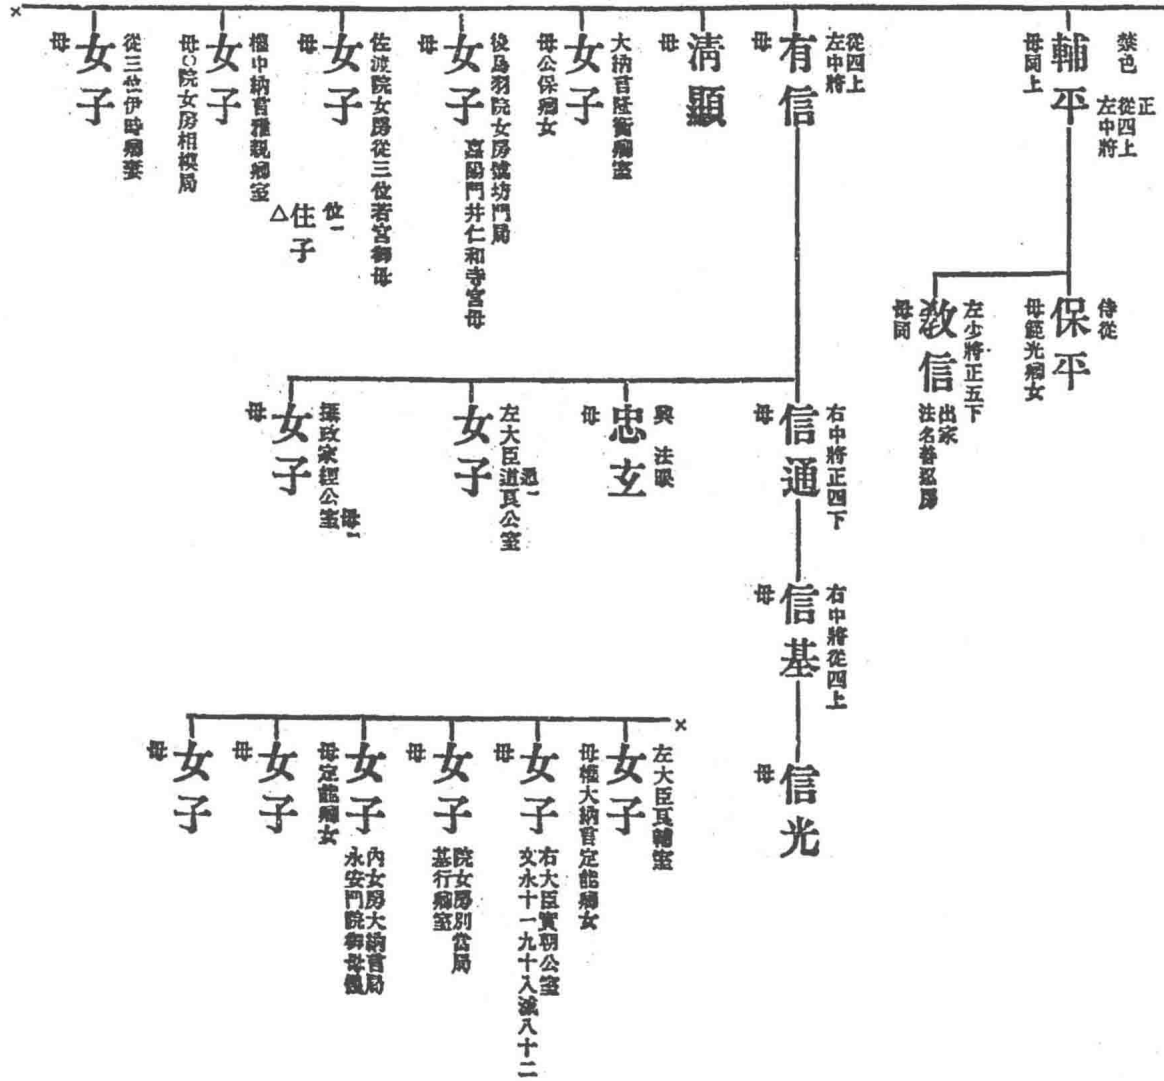 禁色
正
從四上
左中將
輔平
母同上
侍從
保平
母範光卿女
左少將正五下
敎信
出家
母同
從四上
左中將
有信
母
右中將正四下
信通
母
右中將從四上
信基
母
信光
母
興 法眼
忠玄
母
左大臣道良公室
女子
攝政家經公室
母イ
女子
母
淸顯
母
大納言隆衡卿室
女子
母公保卿女
後鳥羽院女房號坊門局
嘉陽門井仁和寺宮母
女子
母
佐渡院女房從三位若宮御母
位イ
女子
母
△住子
權中納言雅親卿室
女子
母〇院女房相模局
從三位伊時卿妻
女子
母
×
×
左大臣良輔室
女子
母權大納言定能卿女
女子
右大臣實朝公室
文永十一九十入滅八十二
母
女子
院女房別當局
基行卿室
母
女子
內女房大納言局
永安門院御母儀
母定能卿女
女子
母
女子
母